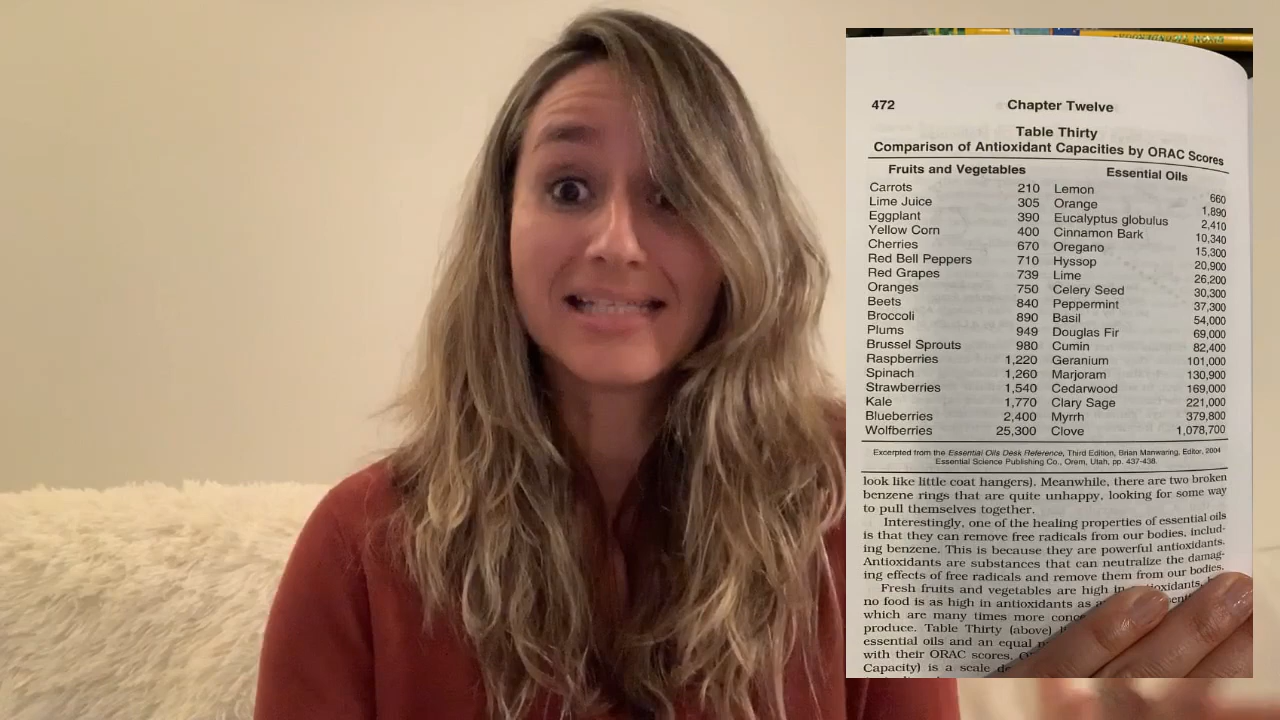 472 Chapter Twelve
Table Thirty
Comparison of Antioxidant Capacities by ORAC Scores
Fruits and Vegetables Essential Oils
Carrots 210 Lemon 660
Lime Juice 305 Orange 1,890
Eggplant 390 Eucalyptus globulus 2,410
Yellow Corn 400 Cinnamon Bark 10,340
Cherries 670 Oregano 15,300
Red Bell Peppers 710 Hyssop 20,900
Red Grapes 739 Lime 26,200
Oranges 750 Celery Seed 30,300
Beets 840 Peppermint 37,300
Broccoli 890 Basil 54,000
Plums 949 Douglas Fir 69,000
Brussel Sprouts 980 Cumin 82,400
Raspberries 1,220 Geranium 101,000
Spinach 1,260 Marjoram 130,900
Strawberries 1,540 Cedarwood 169,000
Kale 1,770 Clary Sage 221,000
Blueberries 2,400 Myrrh 379,800
Wolfberries 25,300 Clove 1,078,700
Excerpted from the Essential Oils Desk Reference, Third Edition, Brian Manwaring, Editor, 2004
Essential Science Publishing Co., Orem, Utah, pp. 437-438.
look like little coat hangers). Meanwhile, there are two broken
benzene rings that are quite unhappy, looking for some way
to pull themselves together.
Interestingly, one of the healing properties of essential oils
is that they can remove free radicals from our bodies, includ-
ing benzene. This is because they are powerful antioxidants.
Antioxidants are substances that can neutralize the damag-
ing effects of free radicals and remove them from our bodies.
Fresh fruits and vegetables are high in
no food is as high in antioxidants as
which are many times more
produce. Table Thirty (above)
essential oils and an equal
with their ORAC scores.
Capacity) is a scale